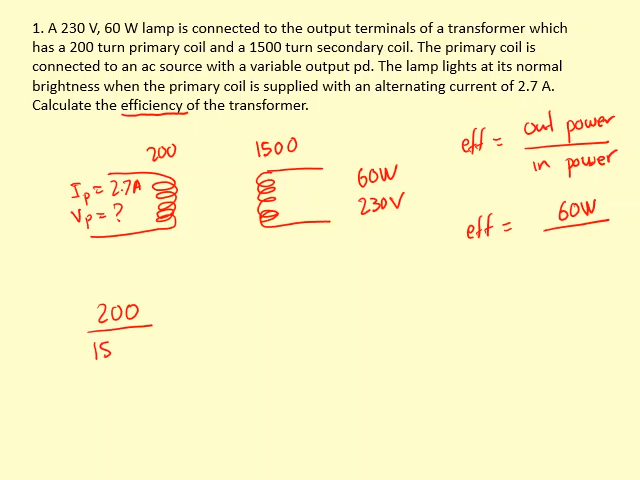 1. A 230 V, 60 W lamp is connected to the output terminals of a transformer which
has a 200 turn primary coil and a 1500 turn secondary coil. The primary coil is
connected to an ac source with a variable output pd. The lamp lights at its normal
brightness when the primary coil is supplied with an alternating current of 2.7 A.
Calculate the efficiency of the transformer.
200
1500
eff = out power
in power
Ip = 2.7A
Vp = ?
60W
230V
eff = 60W
200
15